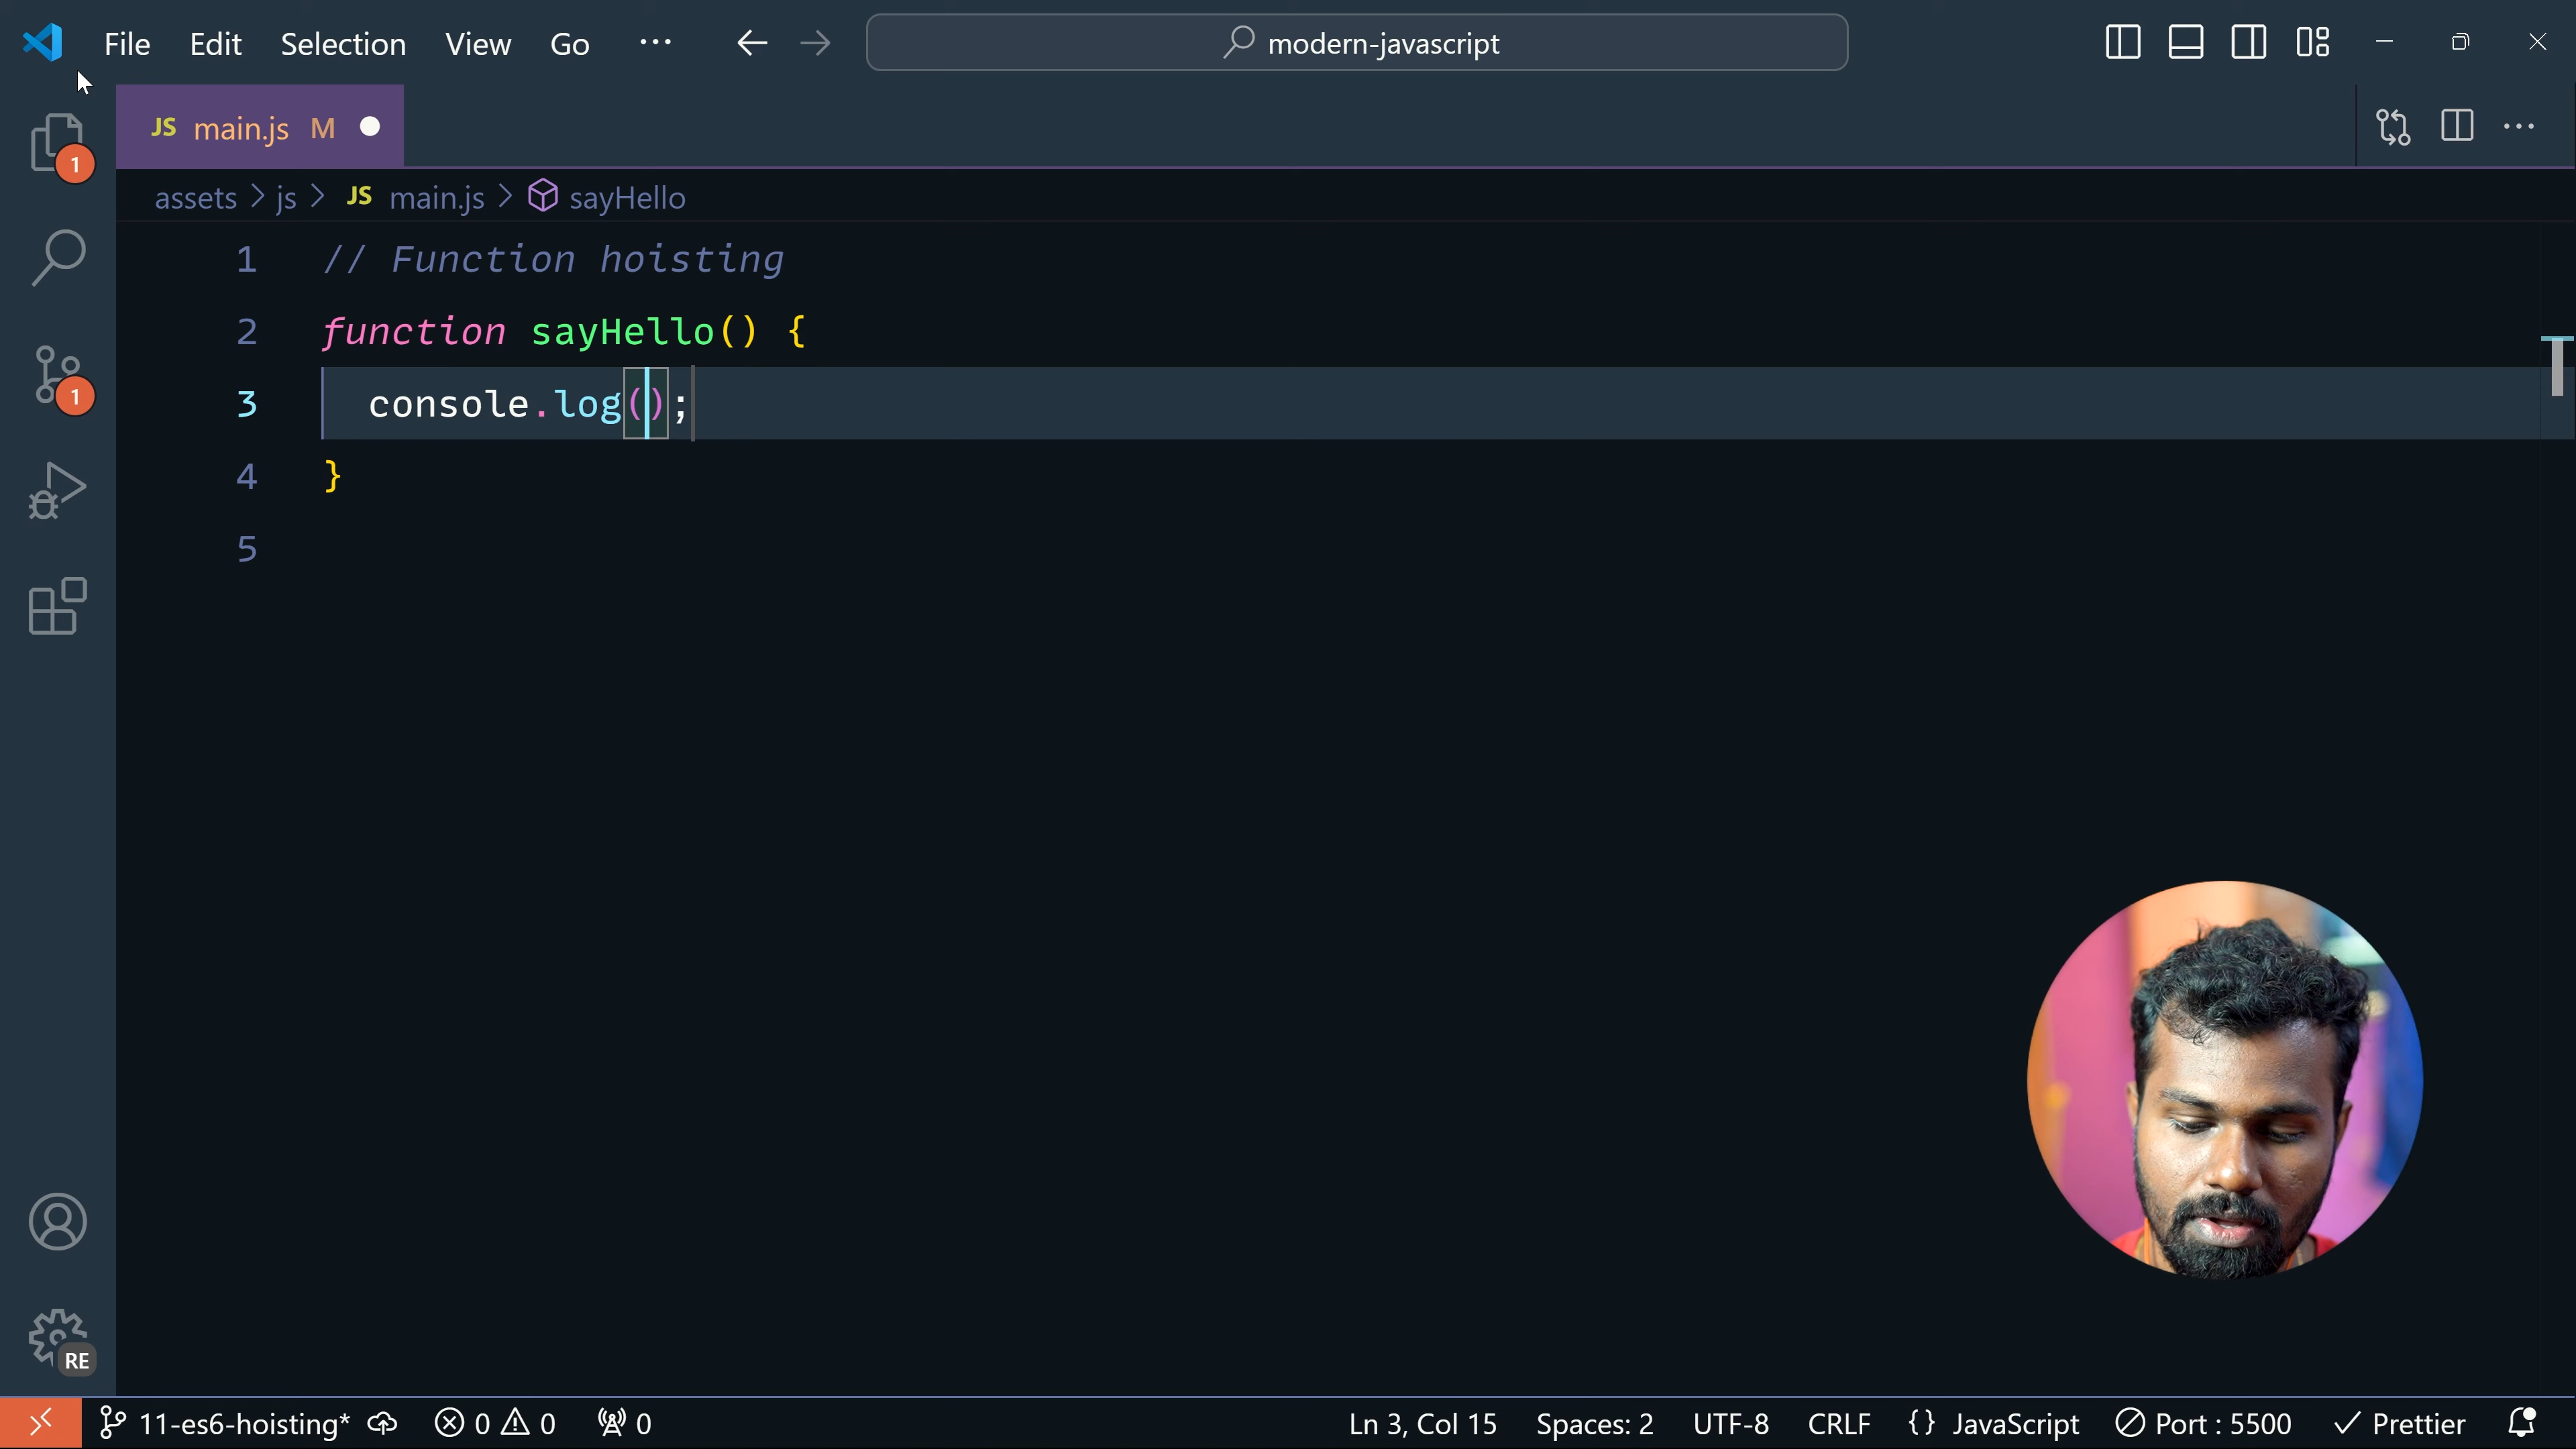 File Edit Selection View Go ··· modern-javascript
JS main.js M
1
assets > js > JS main.js > sayHello
1 // Function hoisting
2 function sayHello() {
3 console.log();
1
4 }
5
RE
11-es6-hoisting* 0 0 0 Ln 3, Col 15 Spaces: 2 UTF-8 CRLF {} JavaScript Port : 5500 Prettier